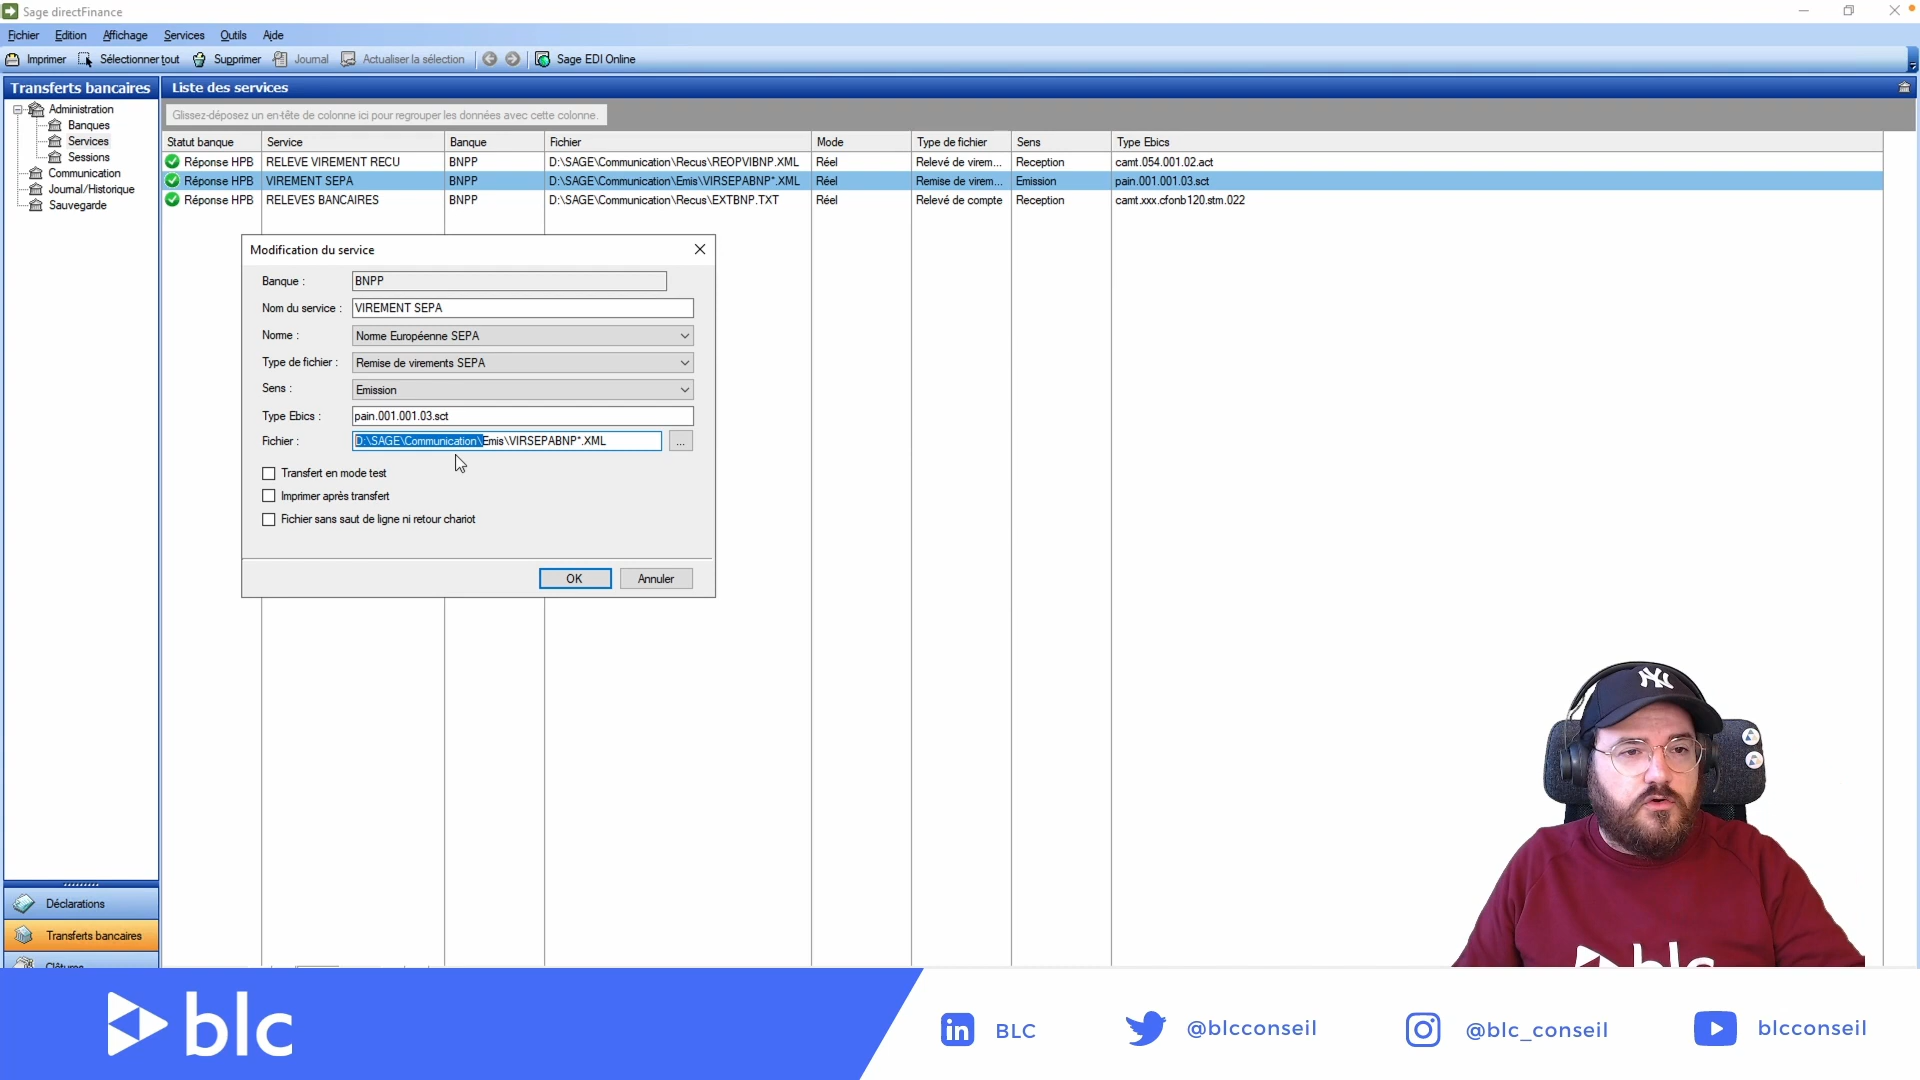 Sage directFinance
Fichier Edition Affichage Services Outils Aide
Imprimer Sélectionner tout Supprimer Journal Actualiser la sélection Sage EDI Online
Transferts bancaires
Administration
Banques
Services
Sessions
Communication
Journal/Historique
Sauvegarde
Liste des services
Glissez-déposez un en-tête de colonne ici pour regrouper les données avec cette colonne.
Statut banque Service Banque Fichier Mode Type de fichier Sens Type Ebics
Réponse HPB RELEVE VIREMENT RECU BNPP D:\SAGE\Communication\Recus\REOPVIBNP.XML Réel Relevé de virem... Reception camt.054.001.02.act
Réponse HPB VIREMENT SEPA BNPP D:\SAGE\Communication\Emis\VIRSEPABNP*.XML Réel Remise de virem... Emission pain.001.001.03.sct
Réponse HPB RELEVES BANCAIRES BNPP D:\SAGE\Communication\Recus\EXTBNP.TXT Réel Relevé de compte Reception camt.xxx.cfonb120.stm.022
Modification du service
Banque : BNPP
Nom du service : VIREMENT SEPA
Norme : Norme Européenne SEPA
Type de fichier : Remise de virements SEPA
Sens : Emission
Type Ebics : pain.001.001.03.sct
Fichier : D:\SAGE\Communication\Emis\VIRSEPABNP*.XML ...
Transfert en mode test
Imprimer après transfert
Fichier sans saut de ligne ni retour chariot
OK Annuler
Déclarations
Transferts bancaires
Clôtures
NY
blc
blc
in BLC
@blcconseil
@blc_conseil
blcconseil